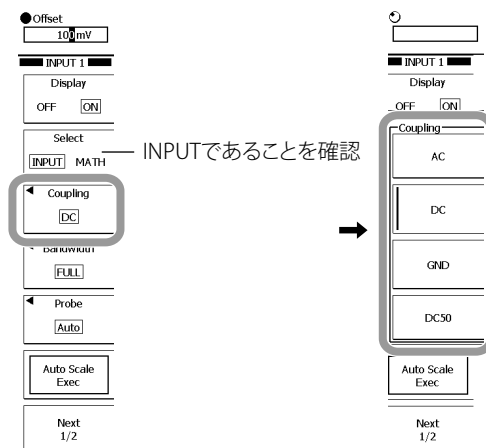 Offset
100mV
INPUT 1
Display
OFF ON
Select
INPUT MATH
INPUTであることを確認
Coupling
DC
Bandwidth
FULL
Probe
Auto
Auto Scale
Exec
Next
1/2
INPUT 1
Display
OFF ON
Coupling
AC
DC
GND
DC50
Auto Scale
Exec
Next
1/2